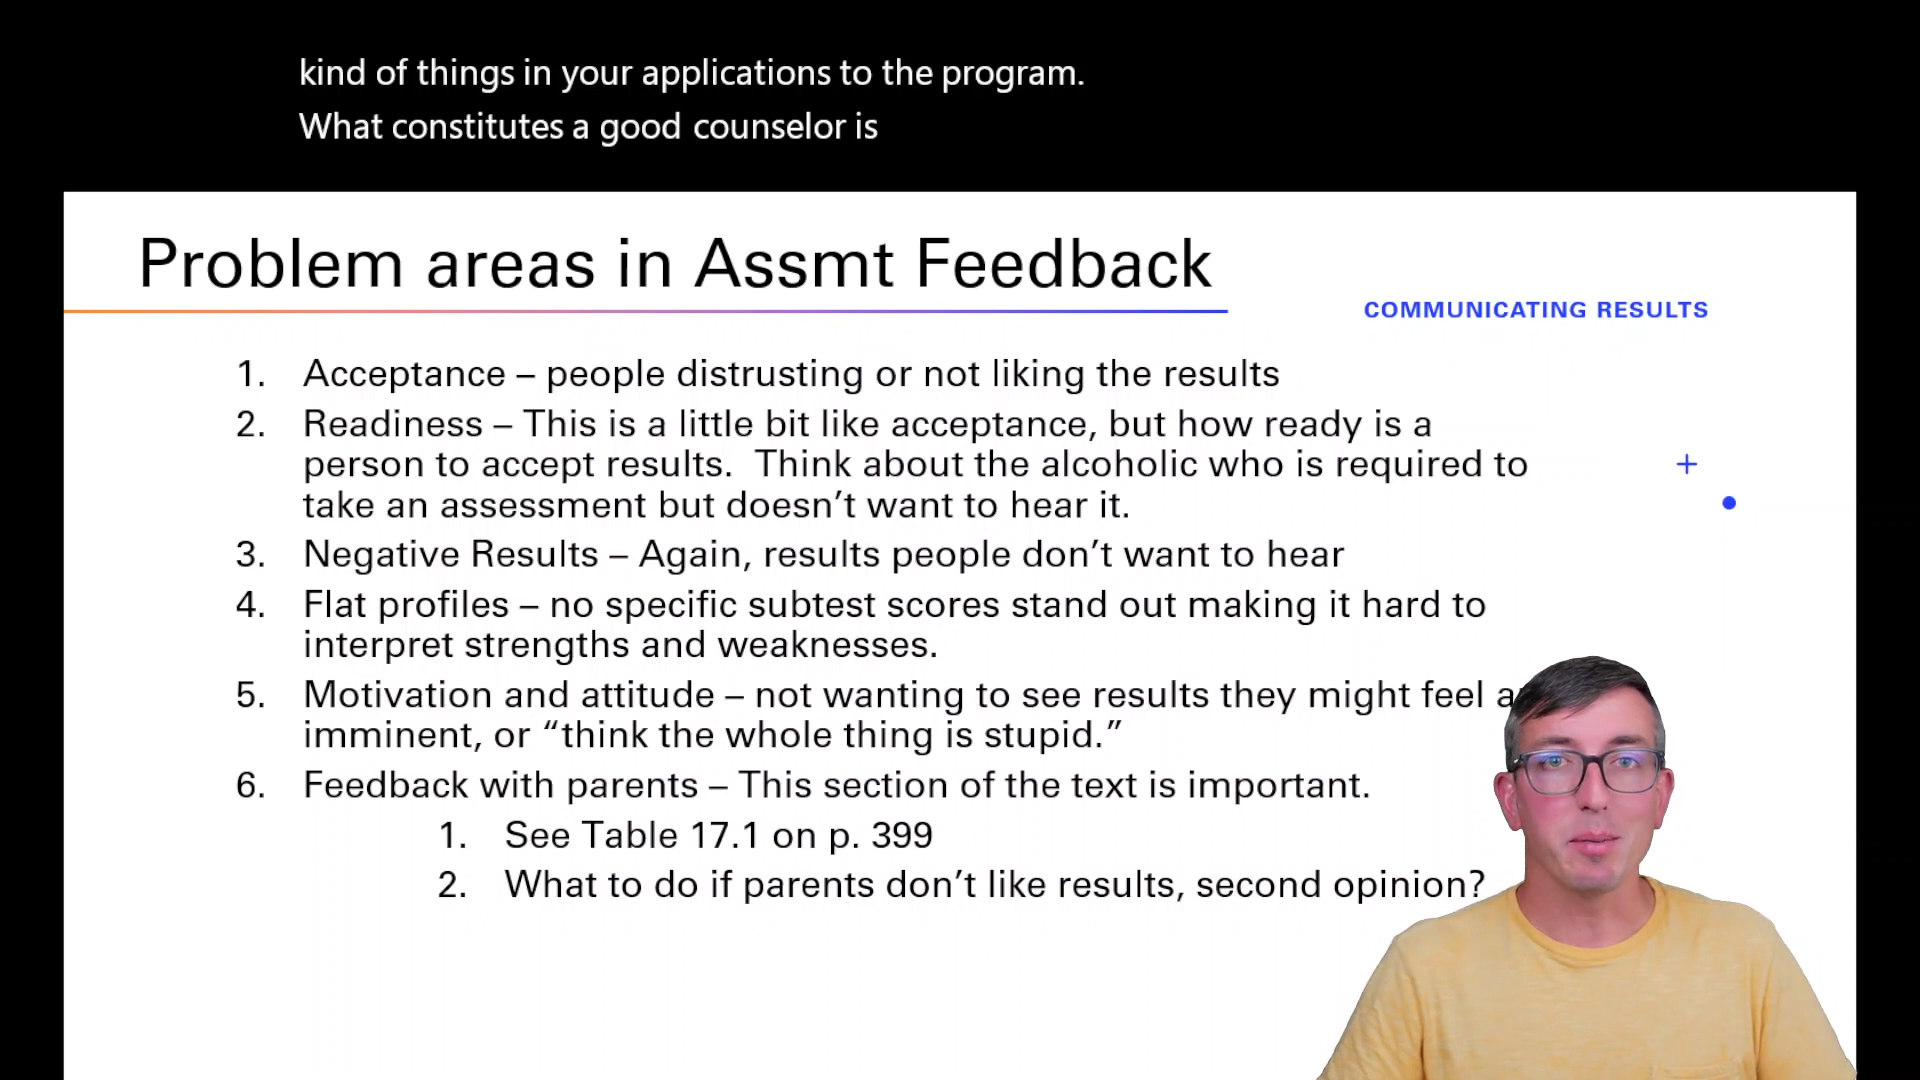 kind of things in your applications to the program.
What constitutes a good counselor is
Problem areas in Assmt Feedback
COMMUNICATING RESULTS
1. Acceptance – people distrusting or not liking the results
2. Readiness – This is a little bit like acceptance, but how ready is a
person to accept results.  Think about the alcoholic who is required to
take an assessment but doesn’t want to hear it.
3. Negative Results – Again, results people don’t want to hear
4. Flat profiles – no specific subtest scores stand out making it hard to
interpret strengths and weaknesses.
5. Motivation and attitude – not wanting to see results they might feel
imminent, or “think the whole thing is stupid.”
6. Feedback with parents – This section of the text is important.
1. See Table 17.1 on p. 399
2. What to do if parents don’t like results, second opinion?